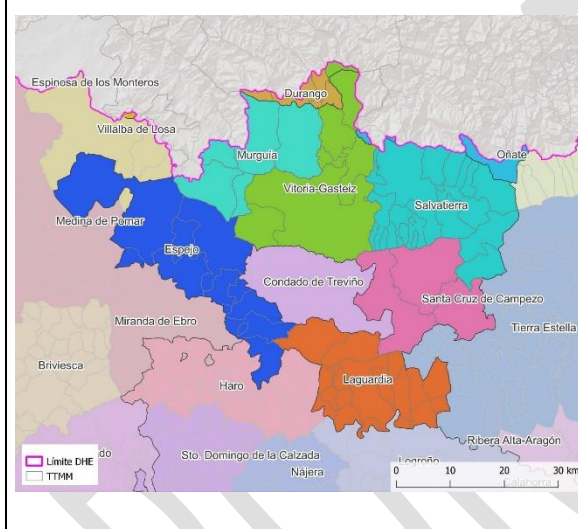 Espinosa de los Monteros
Durango
Villalba de Losa
Oñate
Murguía
Vitoria-Gasteiz
Salvatierra
Medina de Pomar
Espejo
Condado de Treviño
Santa Cruz de Campezo
Miranda de Ebro
Tierra Estella
Briviesca
Haro
Laguardia
Ribera Alta-Aragón
Sto. Domingo de la Calzada
Logroño
Nájera
Calahorra
Límite DHE
TTMM
0 10 20 30 km